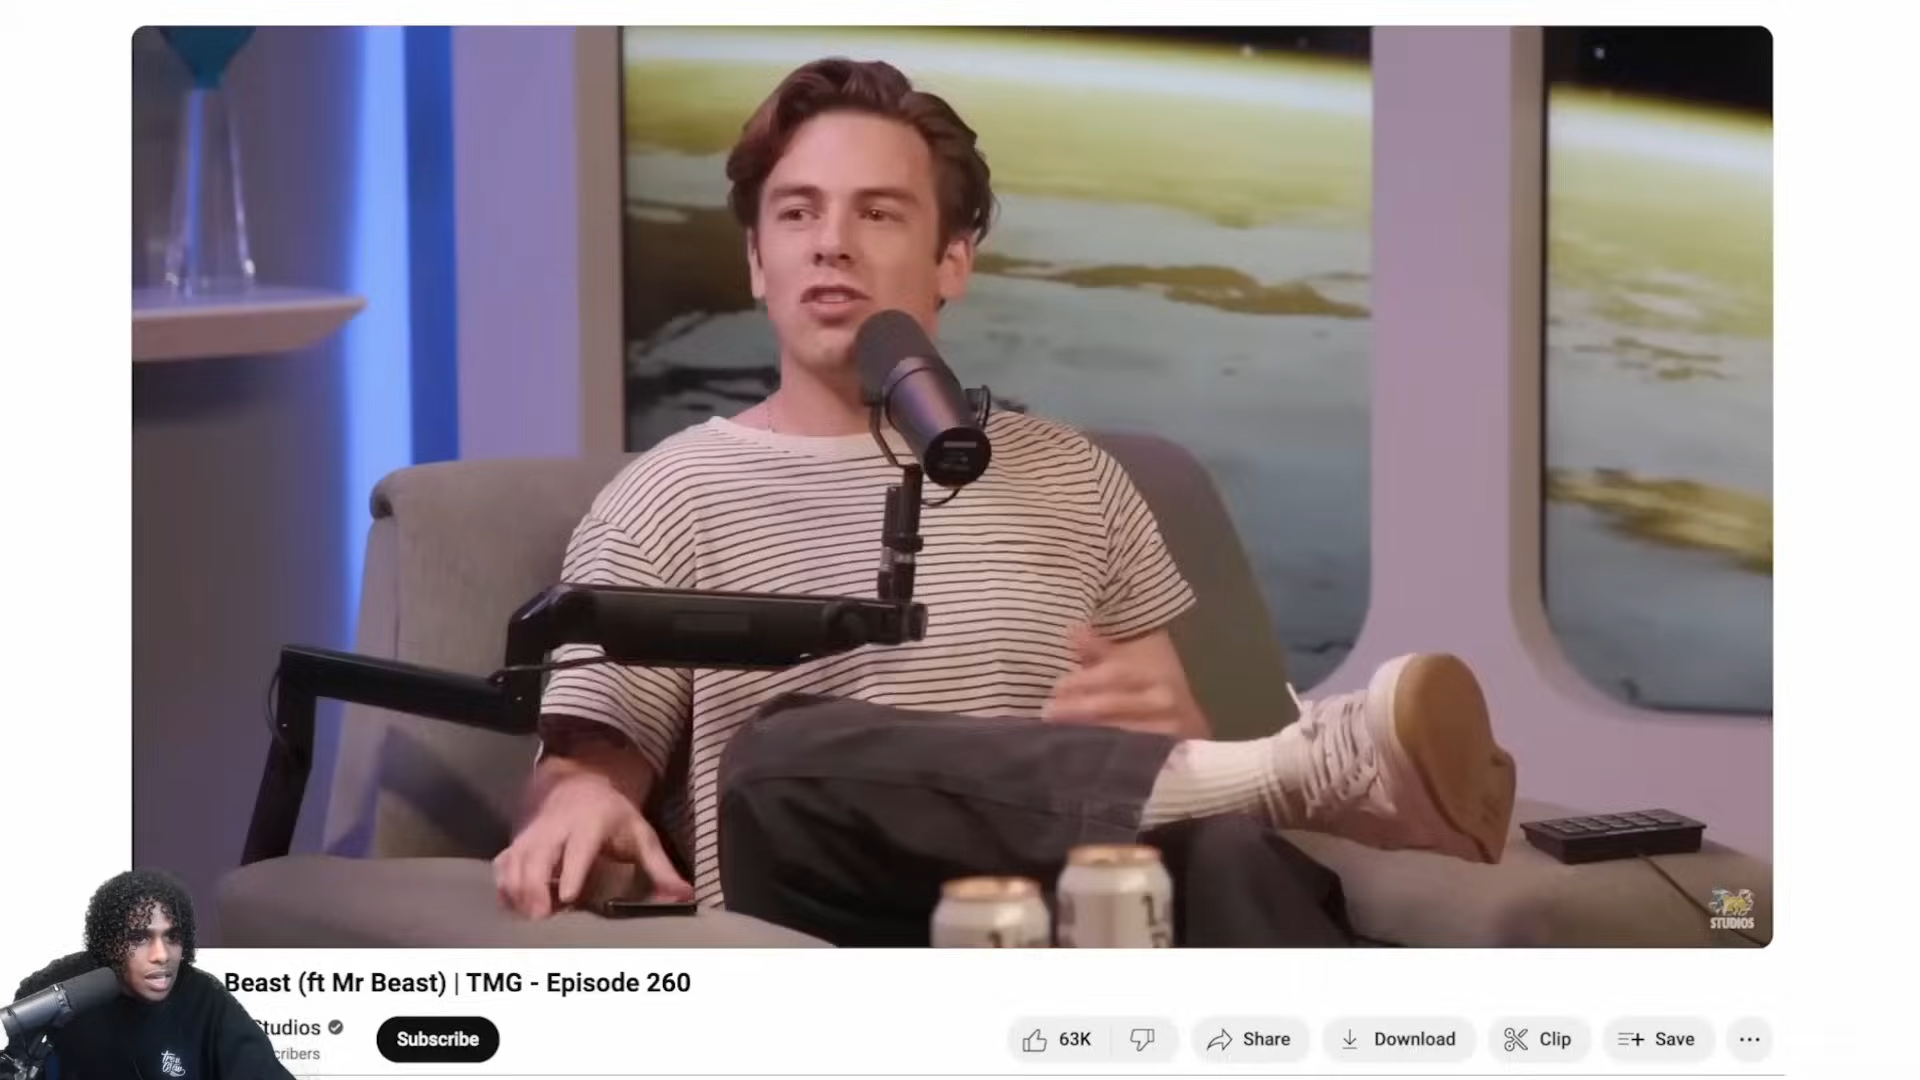 STUDIOS
Beast (ft Mr Beast) | TMG - Episode 260
Studios
cribers
Subscribe
63K
Share
Download
Clip
Save